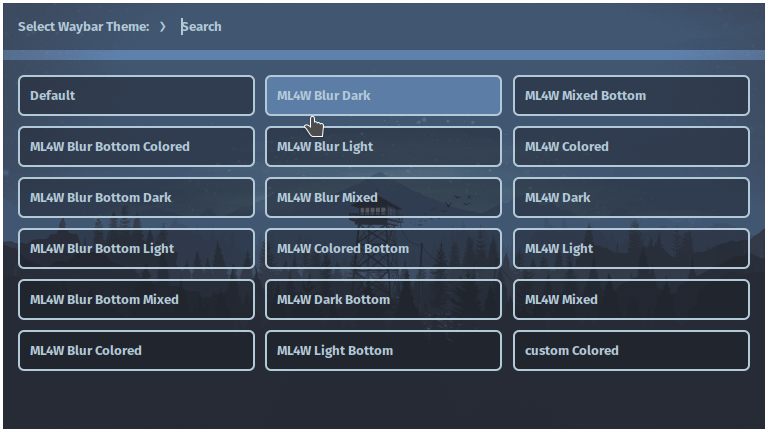 Select Waybar Theme: ❯ Search
Default
ML4W Blur Dark
ML4W Mixed Bottom
ML4W Blur Bottom Colored
ML4W Blur Light
ML4W Colored
ML4W Blur Bottom Dark
ML4W Blur Mixed
ML4W Dark
ML4W Blur Bottom Light
ML4W Colored Bottom
ML4W Light
ML4W Blur Bottom Mixed
ML4W Dark Bottom
ML4W Mixed
ML4W Blur Colored
ML4W Light Bottom
custom Colored